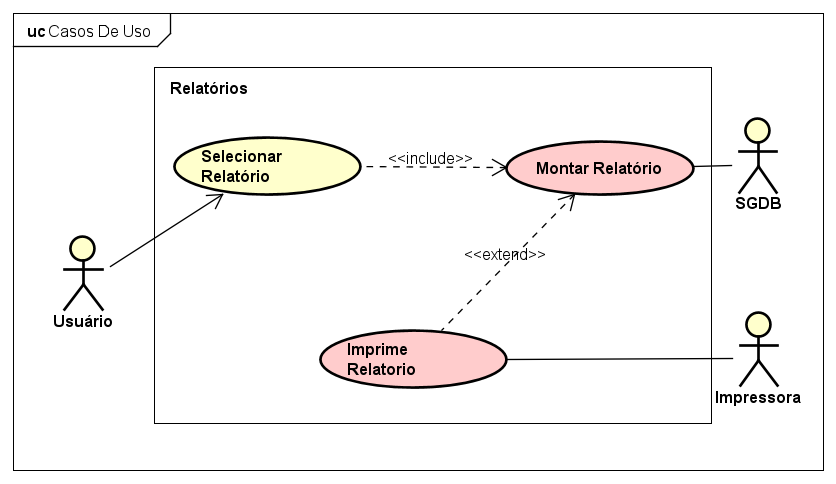 uc Casos De Uso
Relatórios
Selecionar
Relatório
<<include>>
Montar Relatório
SGDB
<<extend>>
Usuário
Imprime
Relatorio
Impressora